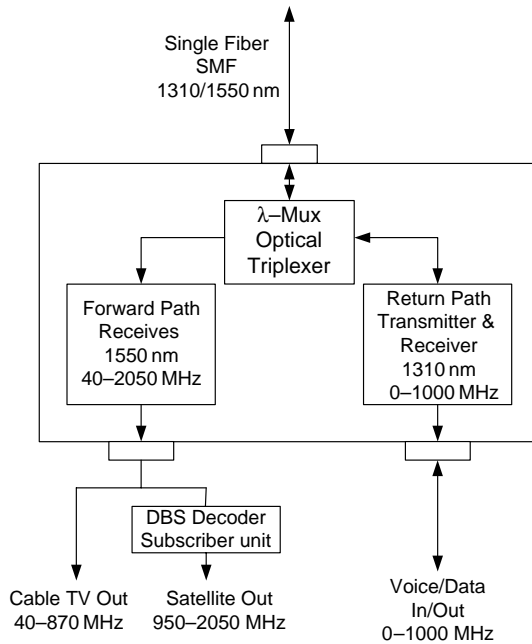 Single Fiber
SMF
1310/1550 nm
λ–Mux
Optical
Triplexer
Forward Path
Receives
1550 nm
40–2050 MHz
Return Path
Transmitter &
Receiver
1310 nm
0–1000 MHz
DBS Decoder
Subscriber unit
Cable TV Out
40–870 MHz
Satellite Out
950–2050 MHz
Voice/Data
In/Out
0–1000 MHz